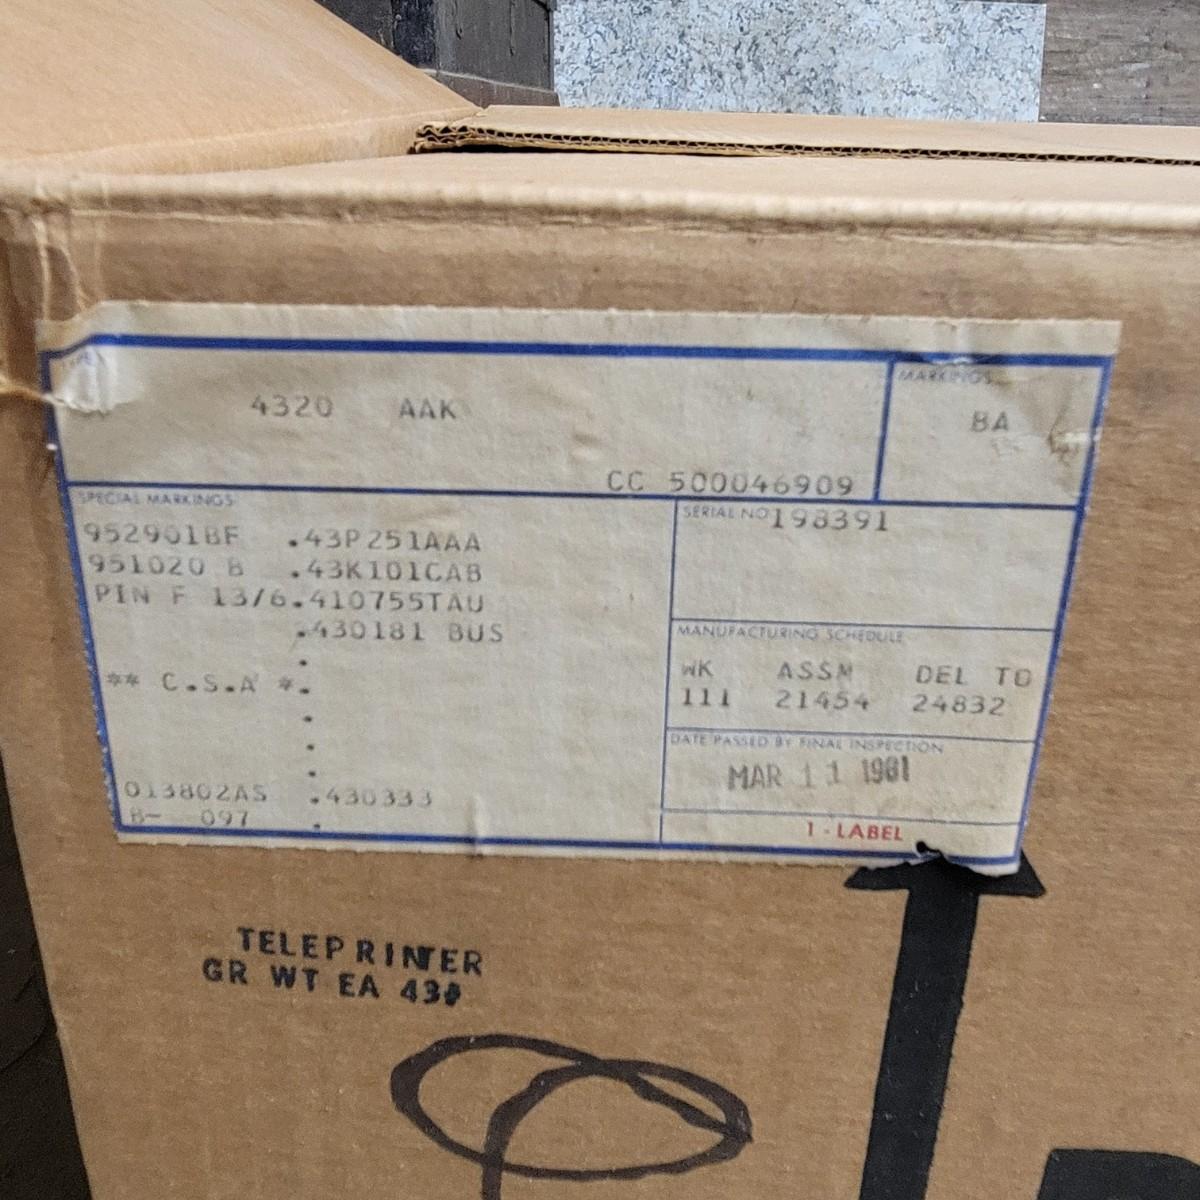 4320 AAK
MARKINGS
BA
CC 500046909
SPECIAL MARKINGS
952901BF .43P251AAA
951020 B .43K101CAB
PIN F 13/6.410755TAU
.430181 BUS
.
** C.S.A *.
.
.
.
013802AS .430333
B- 097 .
SERIAL NO 198391
MANUFACTURING SCHEDULE
WK ASSM DEL TO
111 21454 24832
DATE PASSED BY FINAL INSPECTION
MAR 11 1981
1 - LABEL
TELEPRINTER
GR WT EA 43#